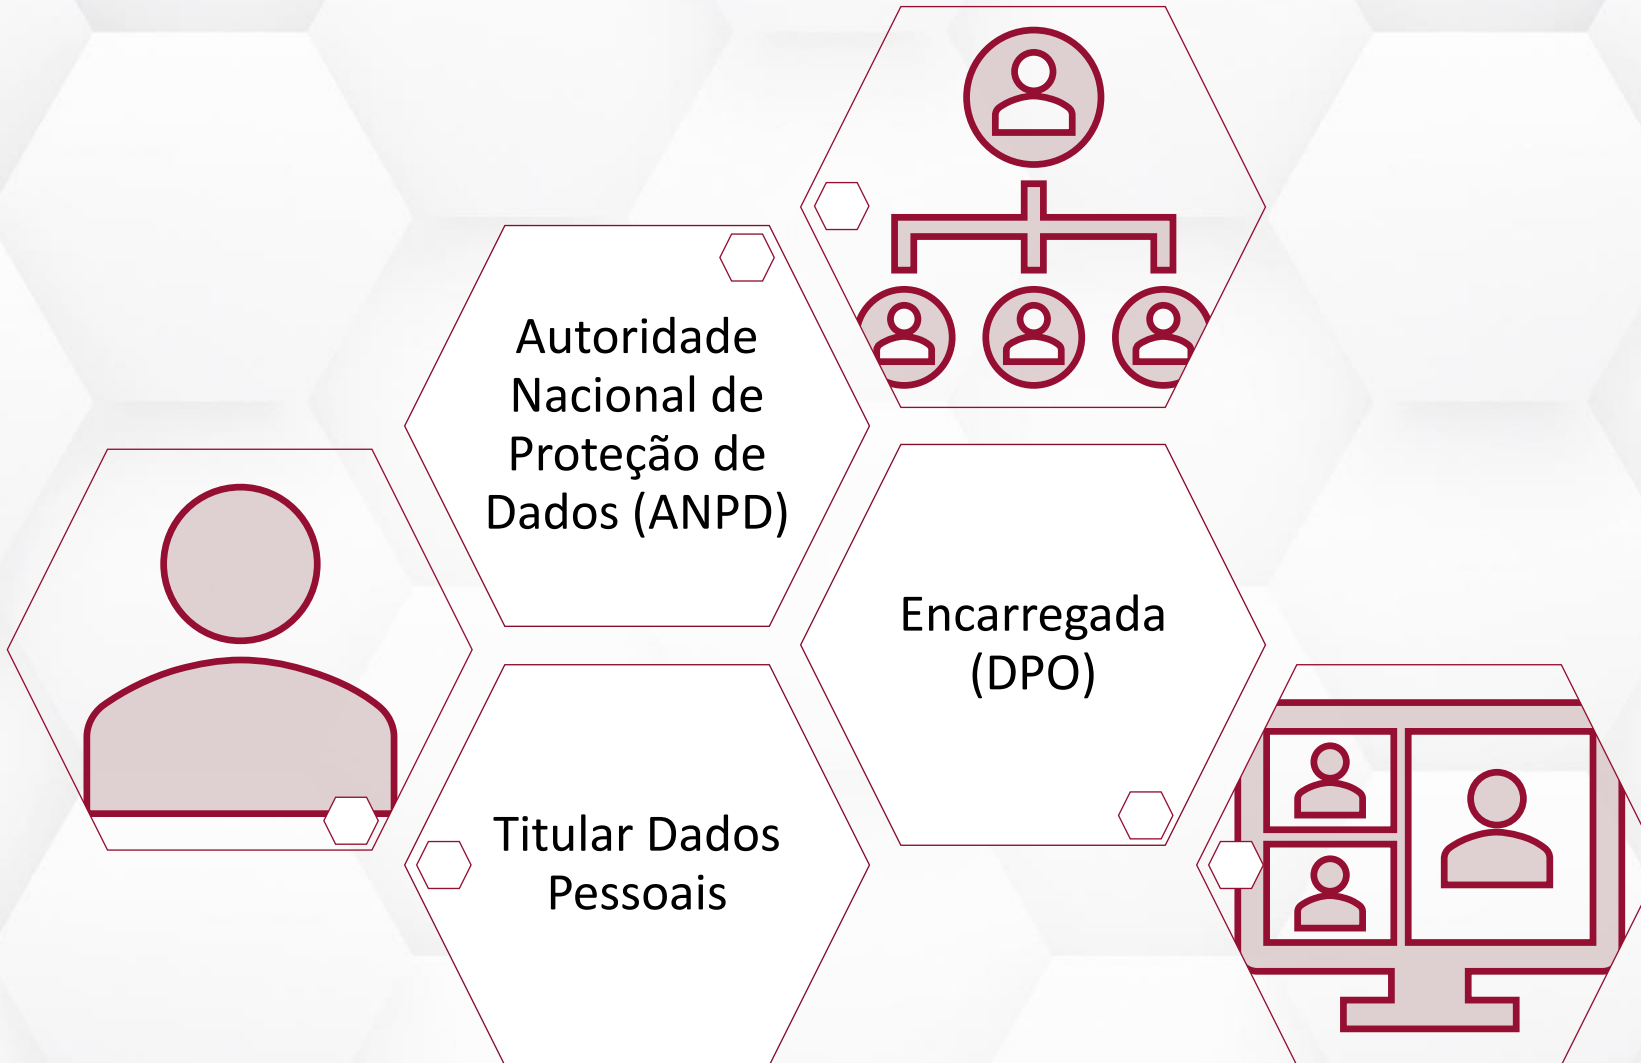 Autoridade
Nacional de
Proteção de
Dados (ANPD)
Encarregada
(DPO)
Titular Dados
Pessoais